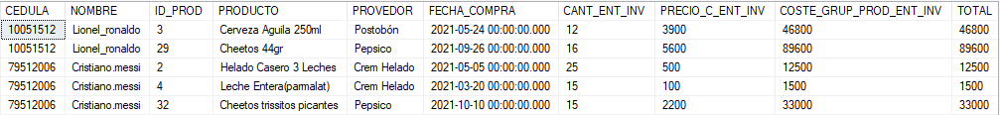 CEDULA NOMBRE ID_PROD PRODUCTO PROVEDOR FECHA_COMPRA CANT_ENT_INV PRECIO_C_ENT_INV COSTE_GRUP_PROD_ENT_INV TOTAL
10051512 Lionel_ronaldo 3 Cerveza Aguila 250ml Postobón 2021-05-24 00:00:00.000 12 3900 46800 46800
10051512 Lionel_ronaldo 29 Cheetos 44gr Pepsico 2021-09-26 00:00:00.000 16 5600 89600 89600
79512006 Cristiano.messi 2 Helado Casero 3 Leches Crem Helado 2021-05-05 00:00:00.000 25 500 12500 12500
79512006 Cristiano.messi 4 Leche Entera(parmalat) Crem Helado 2021-03-20 00:00:00.000 15 100 1500 1500
79512006 Cristiano.messi 32 Cheetos trissitos picantes Pepsico 2021-10-10 00:00:00.000 15 2200 33000 33000